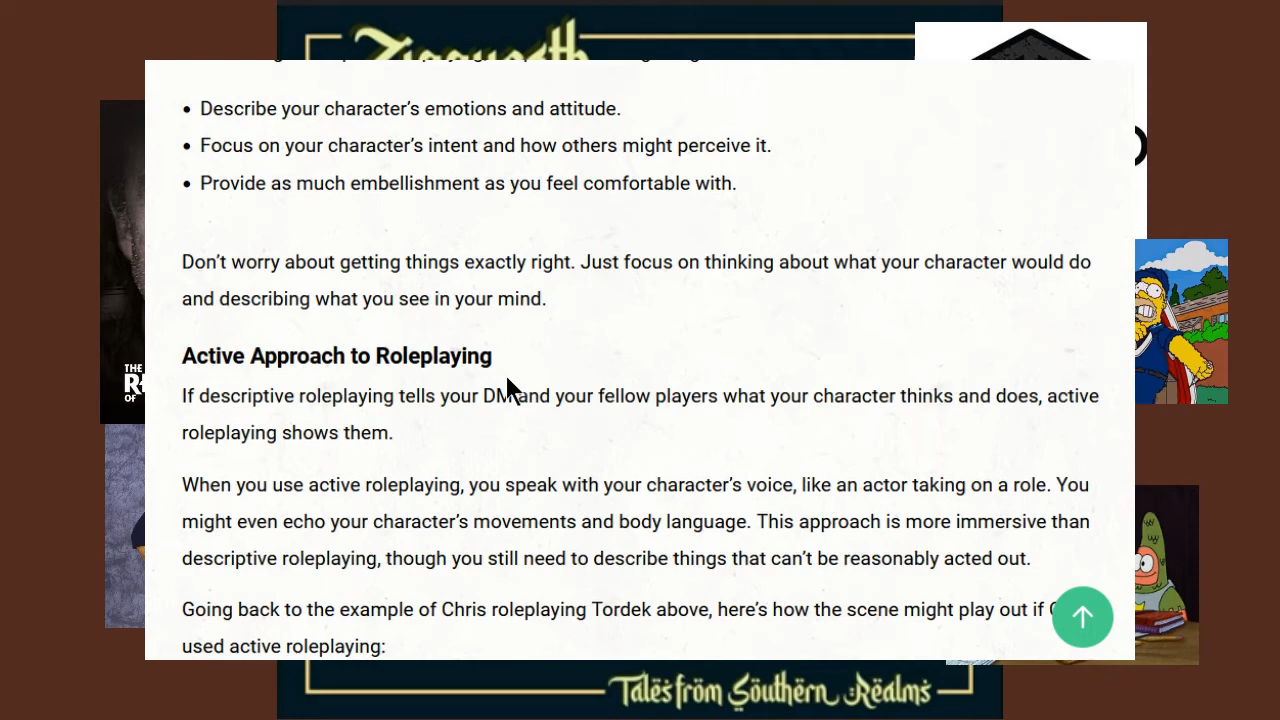 Ziggurath
• Describe your character’s emotions and attitude.
• Focus on your character’s intent and how others might perceive it.
• Provide as much embellishment as you feel comfortable with.
Don’t worry about getting things exactly right. Just focus on thinking about what your character would do
and describing what you see in your mind.
Active Approach to Roleplaying
THE
OF
If descriptive roleplaying tells your DM and your fellow players what your character thinks and does, active
roleplaying shows them.
When you use active roleplaying, you speak with your character’s voice, like an actor taking on a role. You
might even echo your character’s movements and body language. This approach is more immersive than
descriptive roleplaying, though you still need to describe things that can’t be reasonably acted out.
Going back to the example of Chris roleplaying Tordek above, here’s how the scene might play out if
used active roleplaying:
Tales from Southern Realms